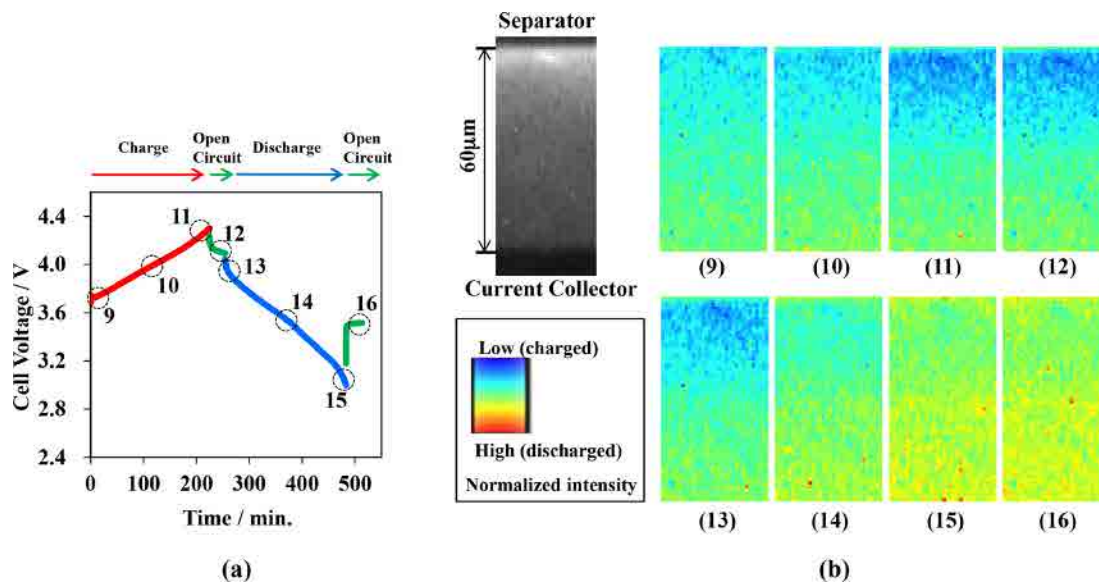 Charge
Open
Circuit
Discharge
Open
Circuit
Cell Voltage / V
4.4
4.0
3.6
3.2
2.8
2.4
0 100 200 300 400 500
Time / min.
9
10
11
12
13
14
15
16
(a)
Separator
60μm
Current Collector
Low (charged)
High (discharged)
Normalized intensity
(9) (10) (11) (12)
(13) (14) (15) (16)
(b)